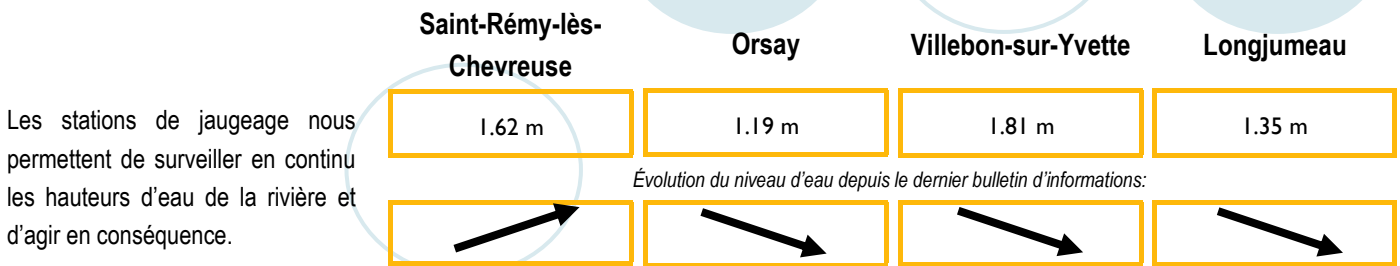 Saint-Rémy-lès-
Chevreuse
Orsay
Villebon-sur-Yvette
Longjumeau
Les stations de jaugeage nous
permettent de surveiller en continu
les hauteurs d'eau de la rivière et
d'agir en conséquence.
1.62 m
1.19 m
1.81 m
1.35 m
Évolution du niveau d'eau depuis le dernier bulletin d'informations: